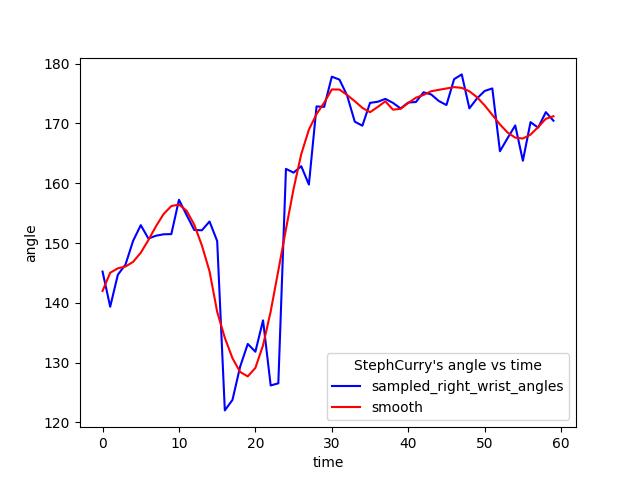 180
170
160
150
140
130
120
angle
0 10 20 30 40 50 60
time
StephCurry's angle vs time
sampled_right_wrist_angles
smooth